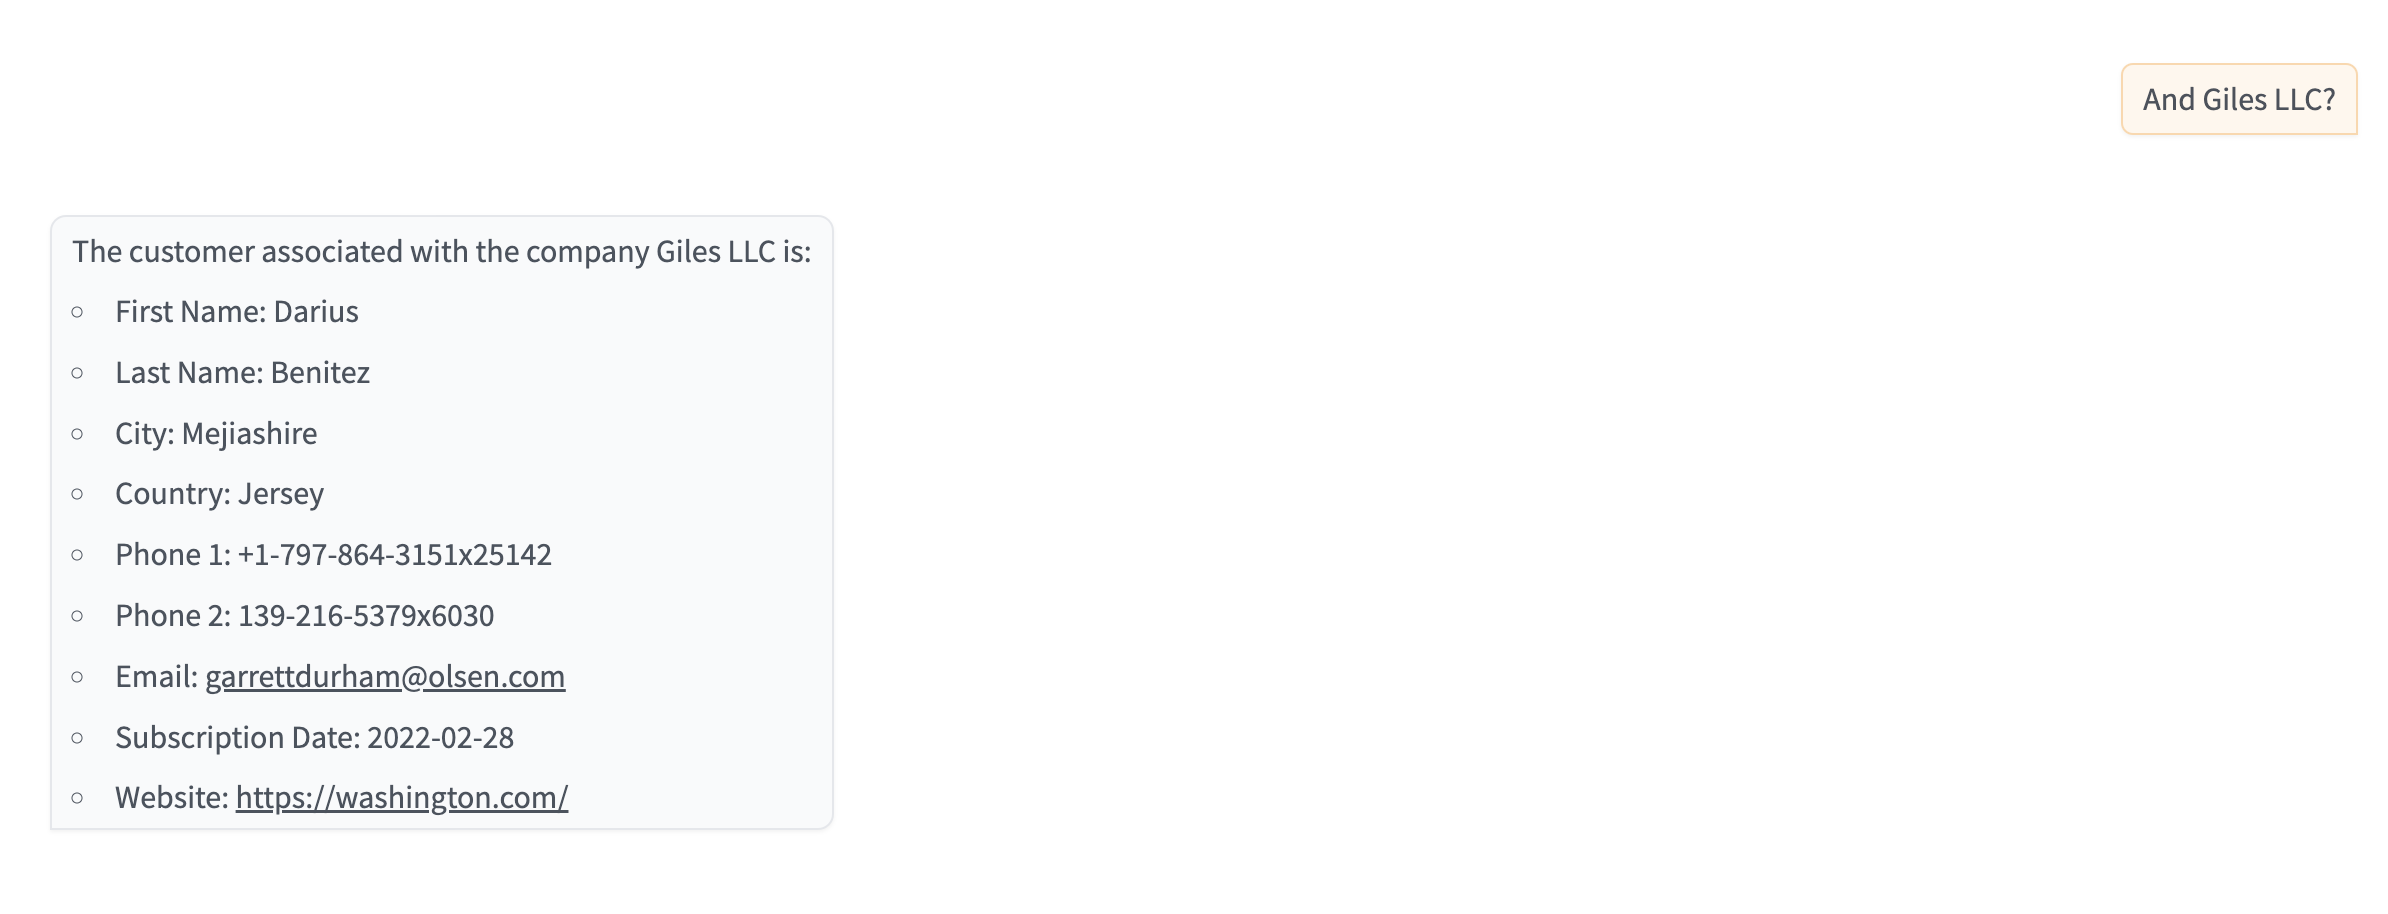 And Giles LLC?
The customer associated with the company Giles LLC is:
First Name: Darius
Last Name: Benitez
City: Mejiashire
Country: Jersey
Phone 1: +1-797-864-3151x25142
Phone 2: 139-216-5379x6030
Email: garrettdurham@olsen.com
Subscription Date: 2022-02-28
Website: https://washington.com/